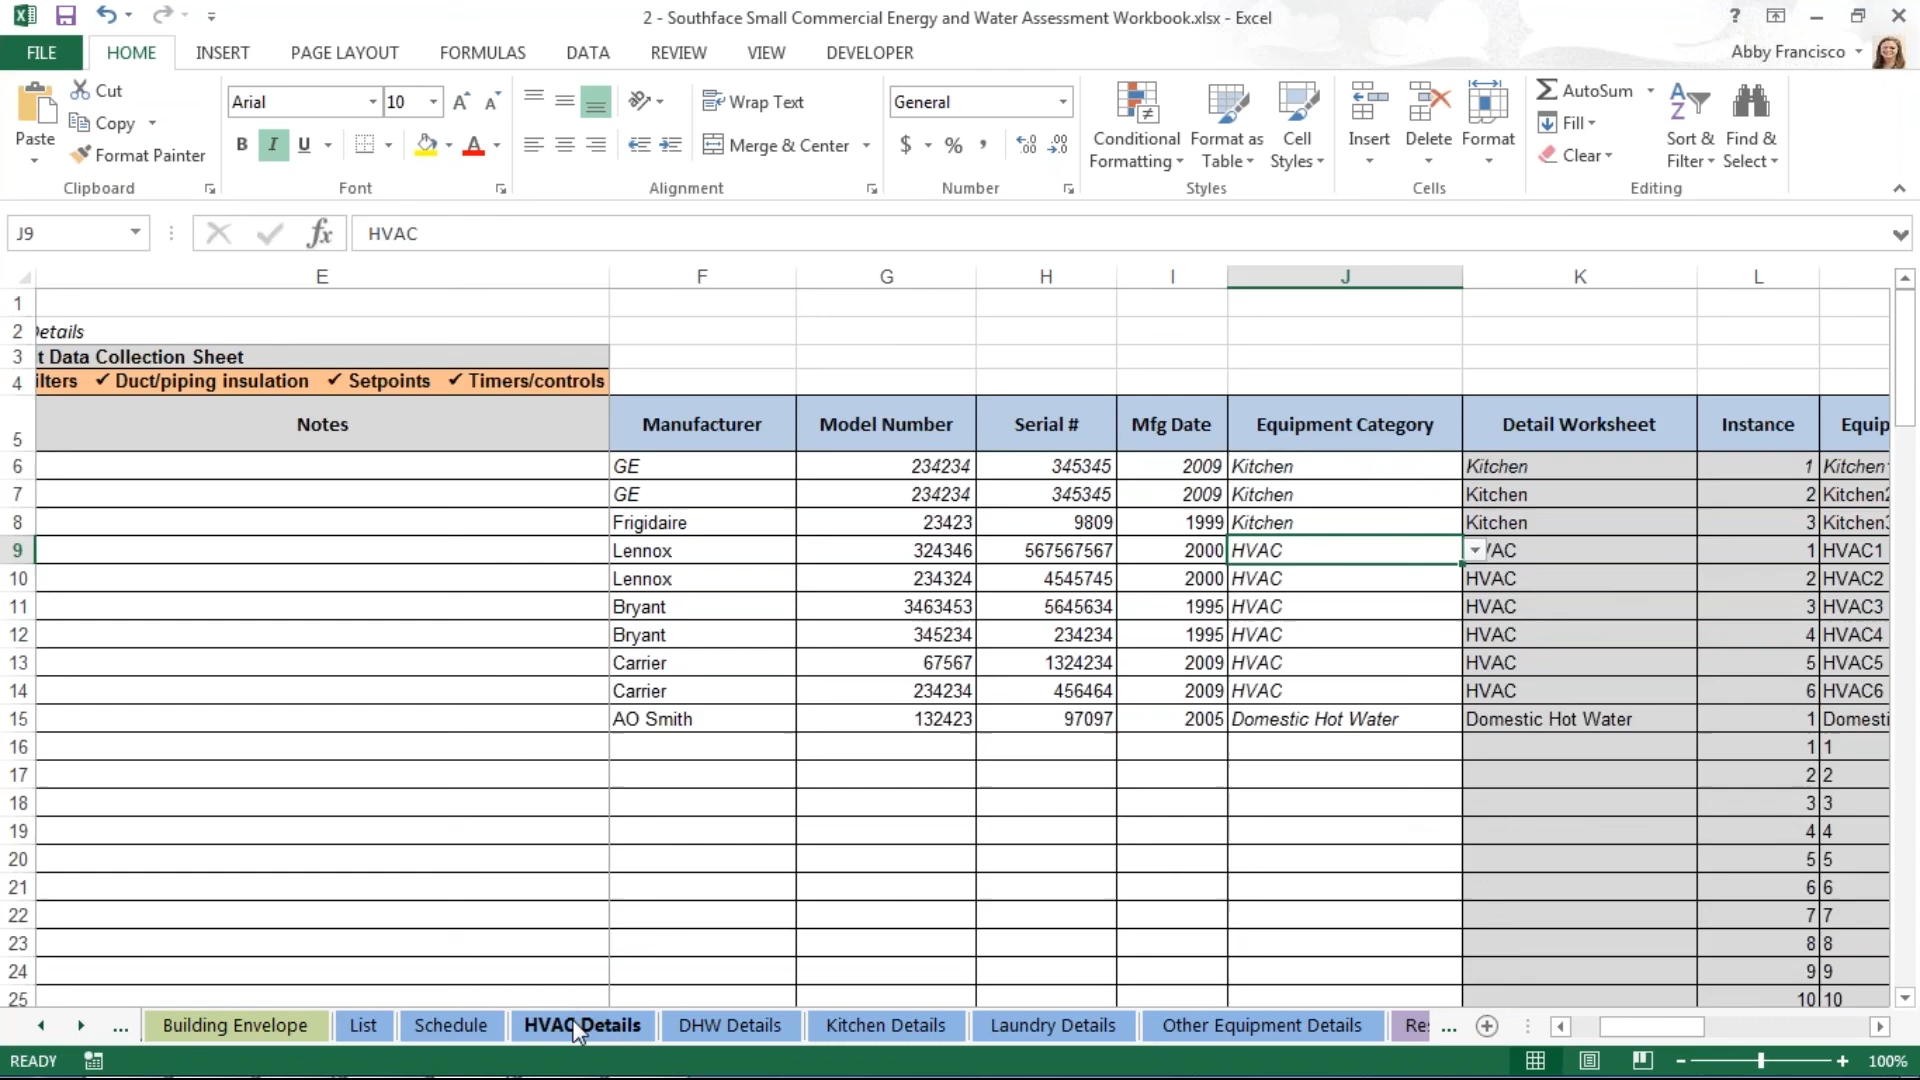 2 - Southface Small Commercial Energy and Water Assessment Workbook.xlsx - Excel
FILE HOME INSERT PAGE LAYOUT FORMULAS DATA REVIEW VIEW DEVELOPER Abby Francisco
Paste Cut Copy Format Painter
Clipboard
Arial 10
B I U
Font
Wrap Text
Merge & Center
Alignment
General
$ % ,
Number
Conditional Formatting Format as Table Cell Styles
Styles
Insert Delete Format
Cells
AutoSum Fill Clear Sort & Filter Find & Select
Editing
J9 fx HVAC
E F G H I J K L
1
2 Details
3 t Data Collection Sheet
4 ilters ✓ Duct/piping insulation ✓ Setpoints ✓ Timers/controls
5 Notes Manufacturer Model Number Serial # Mfg Date Equipment Category Detail Worksheet Instance Equip
6 GE 234234 345345 2009 Kitchen Kitchen 1 Kitchen1
7 GE 234234 345345 2009 Kitchen Kitchen 2 Kitchen2
8 Frigidaire 23423 9809 1999 Kitchen Kitchen 3 Kitchen3
9 Lennox 324346 567567567 2000 HVAC VAC 1 HVAC1
10 Lennox 234324 4545745 2000 HVAC HVAC 2 HVAC2
11 Bryant 3463453 5645634 1995 HVAC HVAC 3 HVAC3
12 Bryant 345234 234234 1995 HVAC HVAC 4 HVAC4
13 Carrier 67567 1324234 2009 HVAC HVAC 5 HVAC5
14 Carrier 234234 456464 2009 HVAC HVAC 6 HVAC6
15 AO Smith 132423 97097 2005 Domestic Hot Water Domestic Hot Water 1 Domesti
16 1 1
17 2 2
18 3 3
19 4 4
20 5 5
21 6 6
22 7 7
23 8 8
24 9 9
25 10 10
... Building Envelope List Schedule HVAC Details DHW Details Kitchen Details Laundry Details Other Equipment Details Re ...
READY 100%